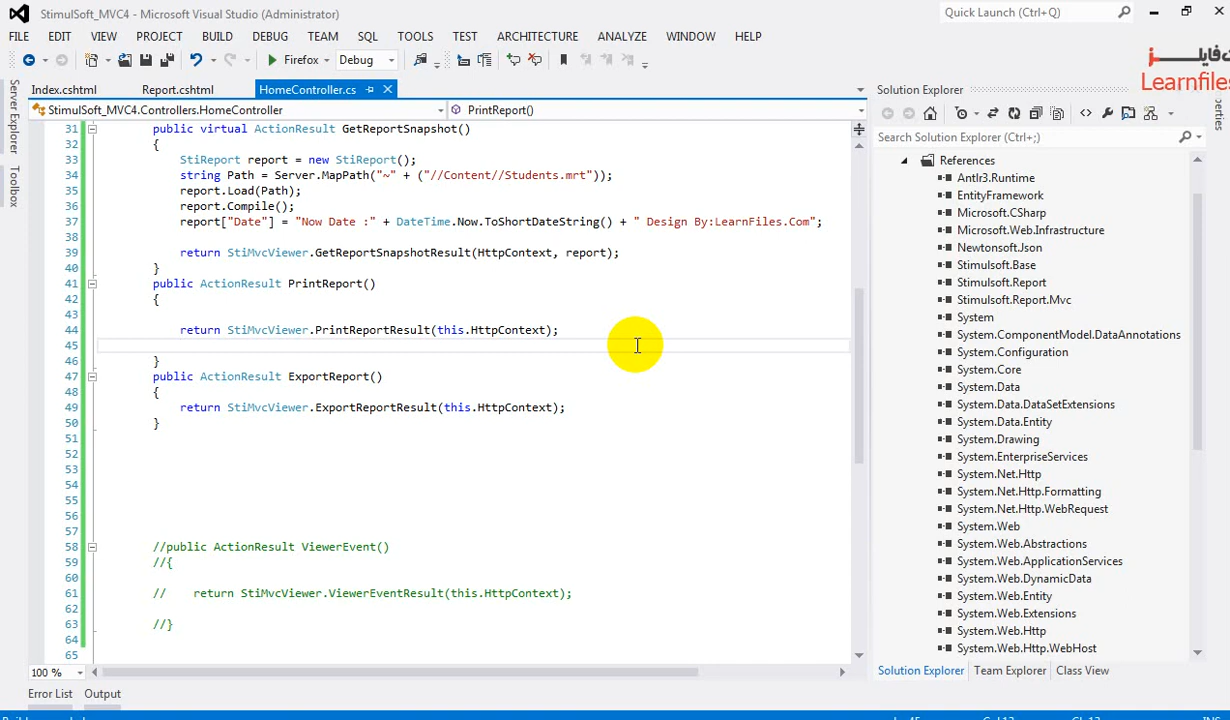 StimulSoft_MVC4 - Microsoft Visual Studio (Administrator)
Quick Launch (Ctrl+Q)
FILE EDIT VIEW PROJECT BUILD DEBUG TEAM SQL TOOLS TEST ARCHITECTURE ANALYZE WINDOW HELP
Firefox Debug
Learnfiles
Index.cshtml Report.cshtml HomeController.cs
StimulSoft_MVC4.Controllers.HomeController PrintReport()
Server Explorer
Toolbox
31 public virtual ActionResult GetReportSnapshot()
32 {
33 StiReport report = new StiReport();
34 string Path = Server.MapPath("~" + ("//Content//Students.mrt"));
35 report.Load(Path);
36 report.Compile();
37 report["Date"] = "Now Date :" + DateTime.Now.ToShortDateString() + " Design By:LearnFiles.Com";
38
39 return StiMvcViewer.GetReportSnapshotResult(HttpContext, report);
40 }
41 public ActionResult PrintReport()
42 {
43
44 return StiMvcViewer.PrintReportResult(this.HttpContext);
45
46 }
47 public ActionResult ExportReport()
48 {
49 return StiMvcViewer.ExportReportResult(this.HttpContext);
50 }
51
52
53
54
55
56
57
58 //public ActionResult ViewerEvent()
59 //{
60
61 // return StiMvcViewer.ViewerEventResult(this.HttpContext);
62
63 //}
64
65
100 %
Error List Output
Solution Explorer
Search Solution Explorer (Ctrl+;)
References
Antlr3.Runtime
EntityFramework
Microsoft.CSharp
Microsoft.Web.Infrastructure
Newtonsoft.Json
Stimulsoft.Base
Stimulsoft.Report
Stimulsoft.Report.Mvc
System
System.ComponentModel.DataAnnotations
System.Configuration
System.Core
System.Data
System.Data.DataSetExtensions
System.Data.Entity
System.Drawing
System.EnterpriseServices
System.Net.Http
System.Net.Http.Formatting
System.Net.Http.WebRequest
System.Web
System.Web.Abstractions
System.Web.ApplicationServices
System.Web.DynamicData
System.Web.Entity
System.Web.Extensions
System.Web.Http
System.Web.Http.WebHost
Solution Explorer Team Explorer Class View